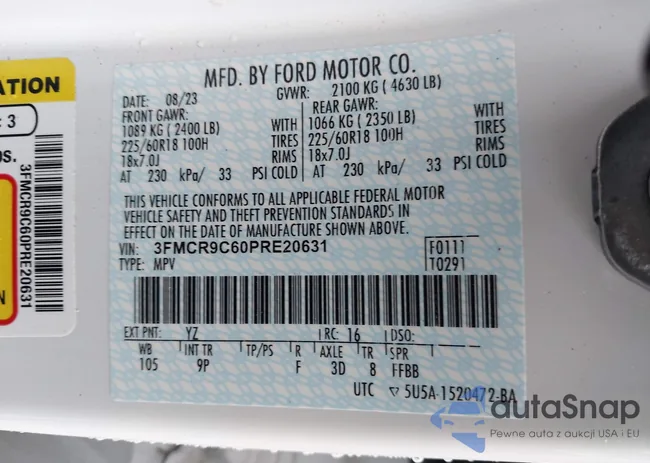 ATION
: 3
OS.
3FMCR9C60PRE20631
N
MFD. BY FORD MOTOR CO.
DATE: 08/23 GVWR: 2100 KG ( 4630 LB)
FRONT GAWR: REAR GAWR:
1089 KG ( 2400 LB) WITH 1066 KG ( 2350 LB) WITH
225/60R18 100H TIRES 225/60R18 100H TIRES
18x7.0J RIMS 18x7.0J RIMS
AT 230 kPa/ 33 PSI COLD AT 230 kPa/ 33 PSI COLD
THIS VEHICLE CONFORMS TO ALL APPLICABLE FEDERAL MOTOR
VEHICLE SAFETY AND THEFT PREVENTION STANDARDS IN
EFFECT ON THE DATE OF MANUFACTURE SHOWN ABOVE.
VIN: 3FMCR9C60PRE20631 F0111
TYPE: MPV T0291
EXT PNT: YZ RC: 16 DSO:
WB INT TR TP/PS R AXLE TR SPR
105 9P F 3D 8 FFBB
UTC 5U5A-1520472-BA
autaSnap
Pewne auta z aukcji USA i EU